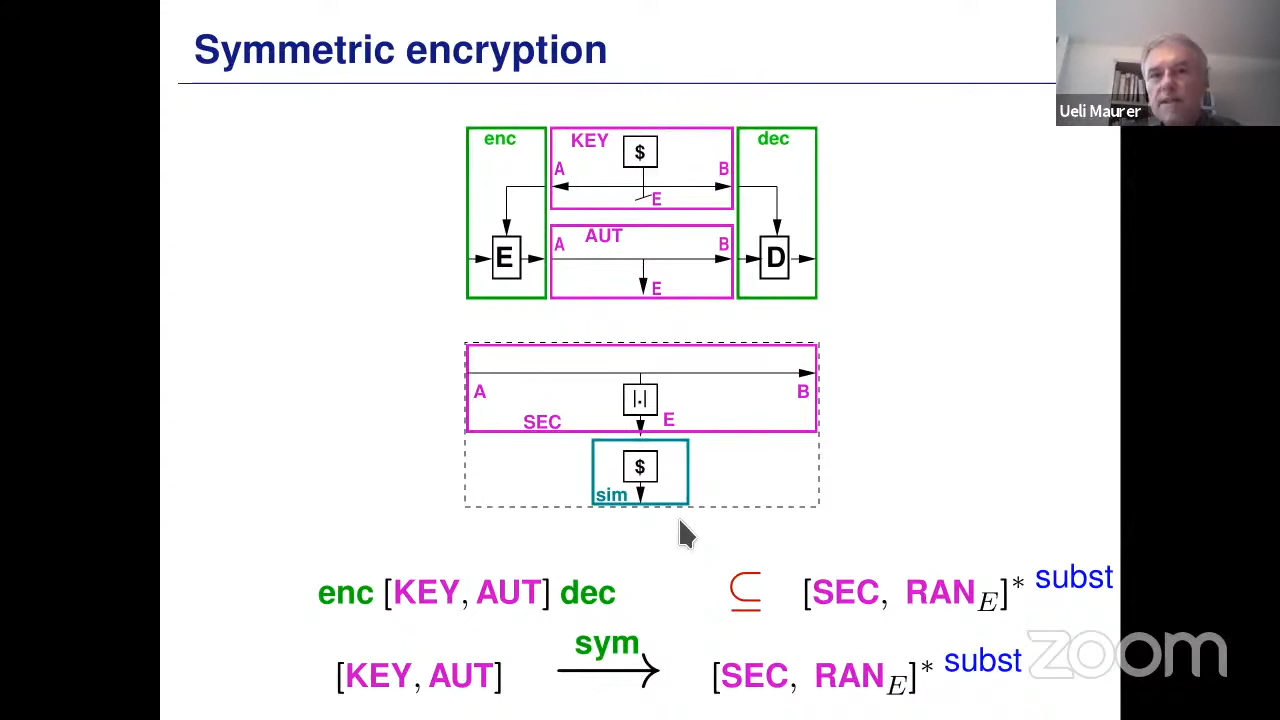 Symmetric encryption
Ueli Maurer
enc KEY $ dec
A B
E
AUT
A B
E D
E
A B
|.|
SEC E
$
sim
enc [KEY, AUT] dec ⊆ [SEC, RAN_E]* subst
sym
[KEY, AUT] → [SEC, RAN_E]* subst
zoom